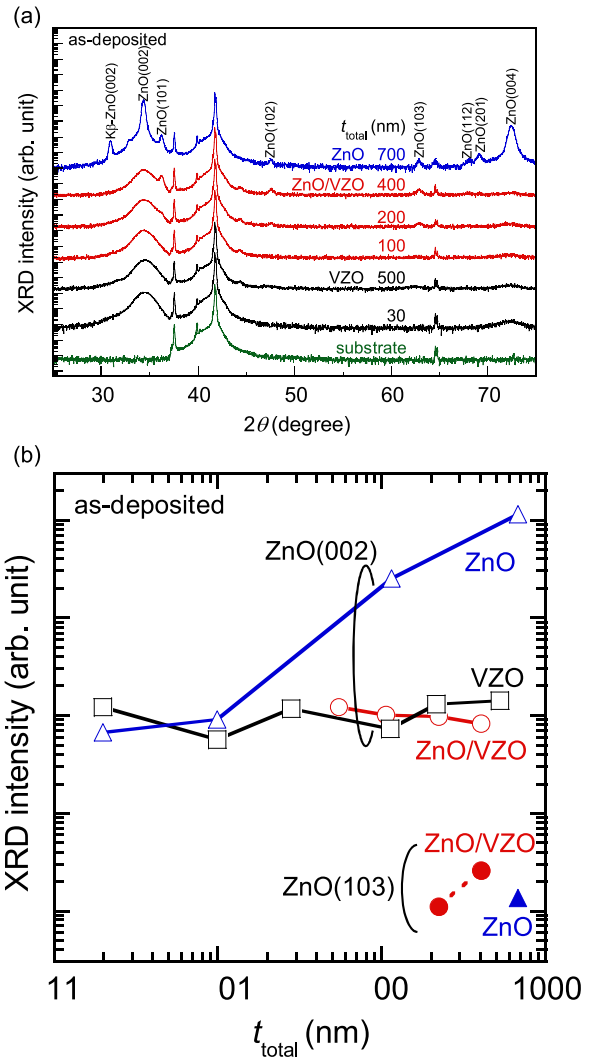 (a)
as-deposited
Kβ-ZnO(002)
ZnO(002)
ZnO(101)
ZnO(102)
ZnO(103)
ZnO(112)
ZnO(201)
ZnO(004)
t total (nm)
ZnO 700
ZnO/VZO 400
200
100
VZO 500
30
substrate
XRD intensity (arb. unit)
30 40 50 60 70
2θ (degree)
(b)
as-deposited
ZnO(002)
ZnO
VZO
ZnO/VZO
ZnO/VZO
ZnO(103)
ZnO
XRD intensity (arb. unit)
11 01 00 1000
t total (nm)